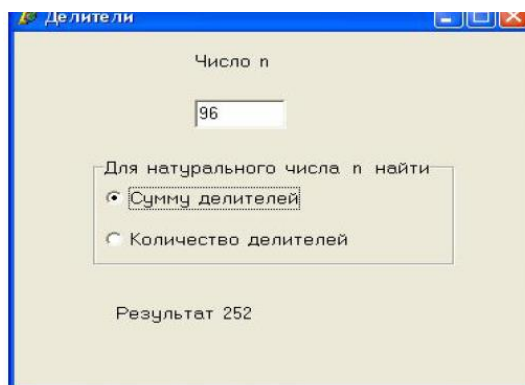 Делители
Число n
96
Для натурального числа n найти
Сумму делителей
Количество делителей
Результат 252